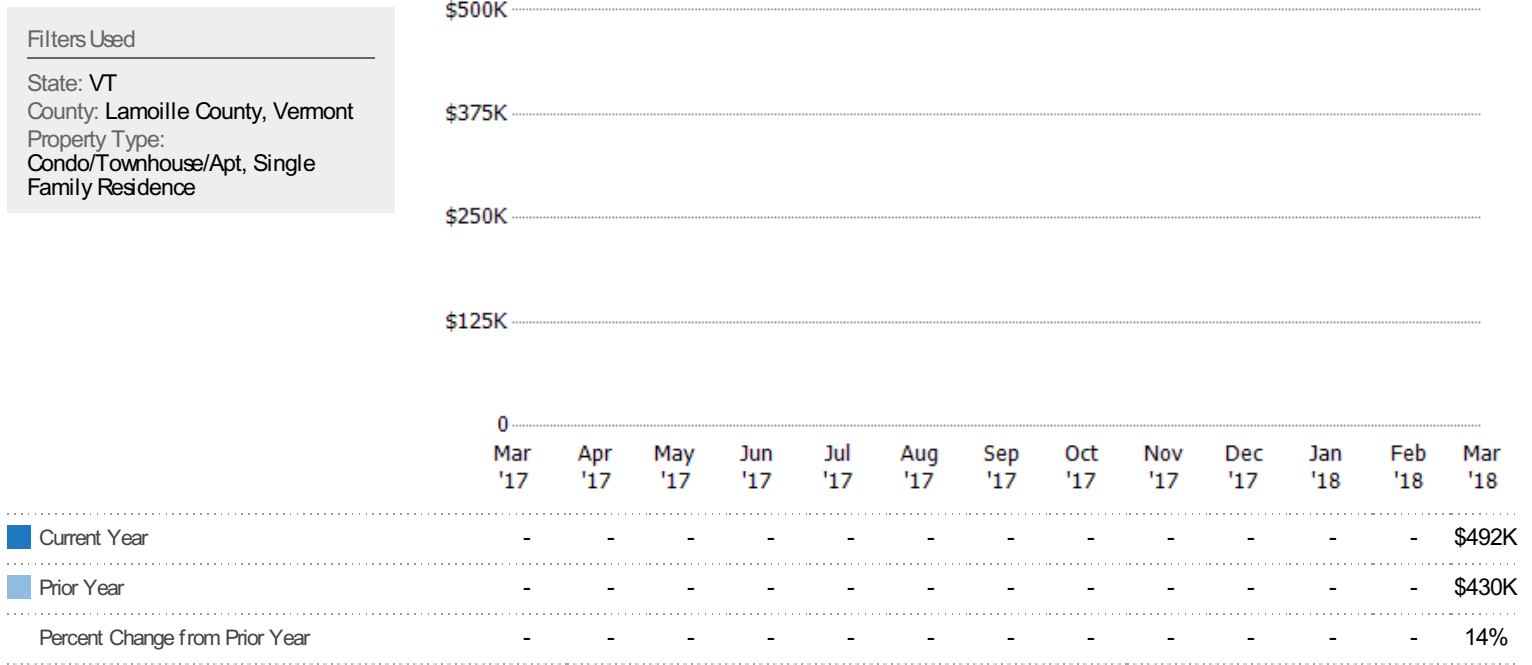 Filters Used
State: VT
County: Lamoille County, Vermont
Property Type:
Condo/Townhouse/Apt, Single
Family Residence
$500K
$375K
$250K
$125K
0
Mar Apr May Jun Jul Aug Sep Oct Nov Dec Jan Feb Mar
'17 '17 '17 '17 '17 '17 '17 '17 '17 '17 '18 '18 '18
Current Year - - - - - - - - - - - - $492K
Prior Year - - - - - - - - - - - - $430K
Percent Change from Prior Year - - - - - - - - - - - - 14%